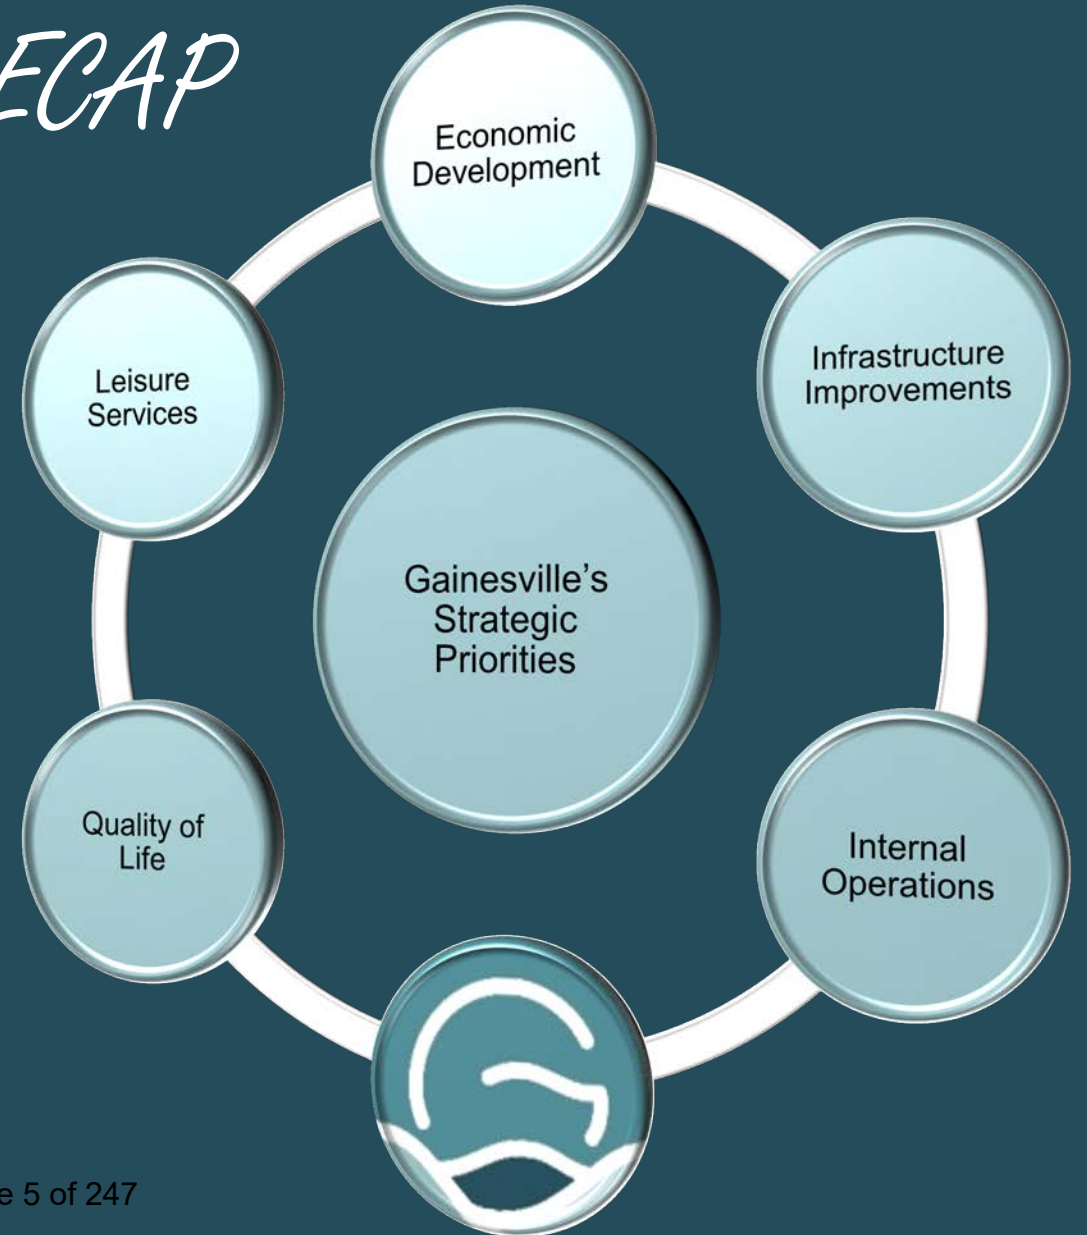 ECAP
Economic
Development
Infrastructure
Improvements
Leisure
Services
Gainesville’s
Strategic
Priorities
Quality of
Life
Internal
Operations
e 5 of 247